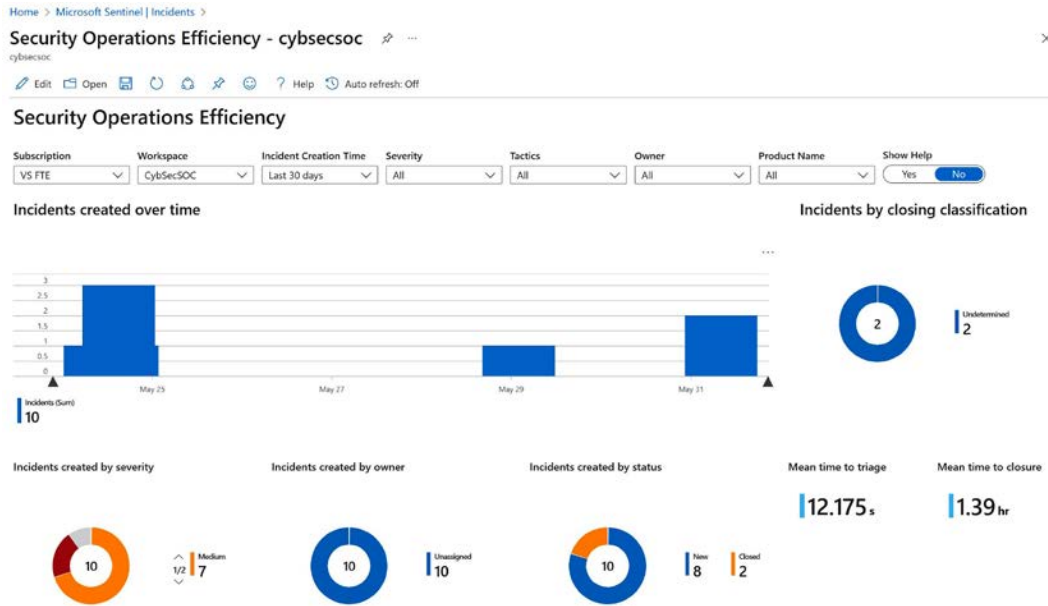 Home > Microsoft Sentinel | Incidents >
Security Operations Efficiency - cybsecsoc
cybsecsoc
Edit Open Help Auto refresh: Off
Security Operations Efficiency
Subscription Workspace Incident Creation Time Severity Tactics Owner Product Name Show Help
VS FTE CybSecSOC Last 30 days All All All All Yes No
Incidents created over time Incidents by closing classification
3
2.5
2
1.5
1
0.5
0
2
Undetermined
2
May 25 May 27 May 29 May 31
Incidents (Sum)
10
Incidents created by severity Incidents created by owner Incidents created by status Mean time to triage Mean time to closure
12.175 s 1.39 hr
10 1/2 Medium 7
10 Unassigned 10
10 New 8 Closed 2